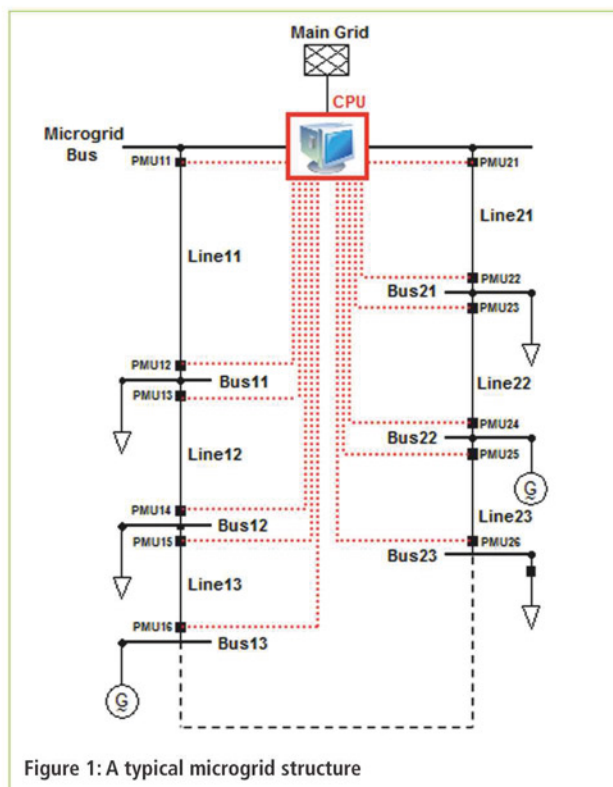 Main Grid
CPU
Microgrid
Bus
PMU11
PMU21
Line11
Line21
PMU22
Bus21
PMU23
PMU12
Bus11
PMU13
Line22
PMU24
Bus22
PMU25
Line12
G
PMU14
Bus12
PMU15
Line23
PMU26
Bus23
Line13
PMU16
Bus13
G
Figure 1: A typical microgrid structure